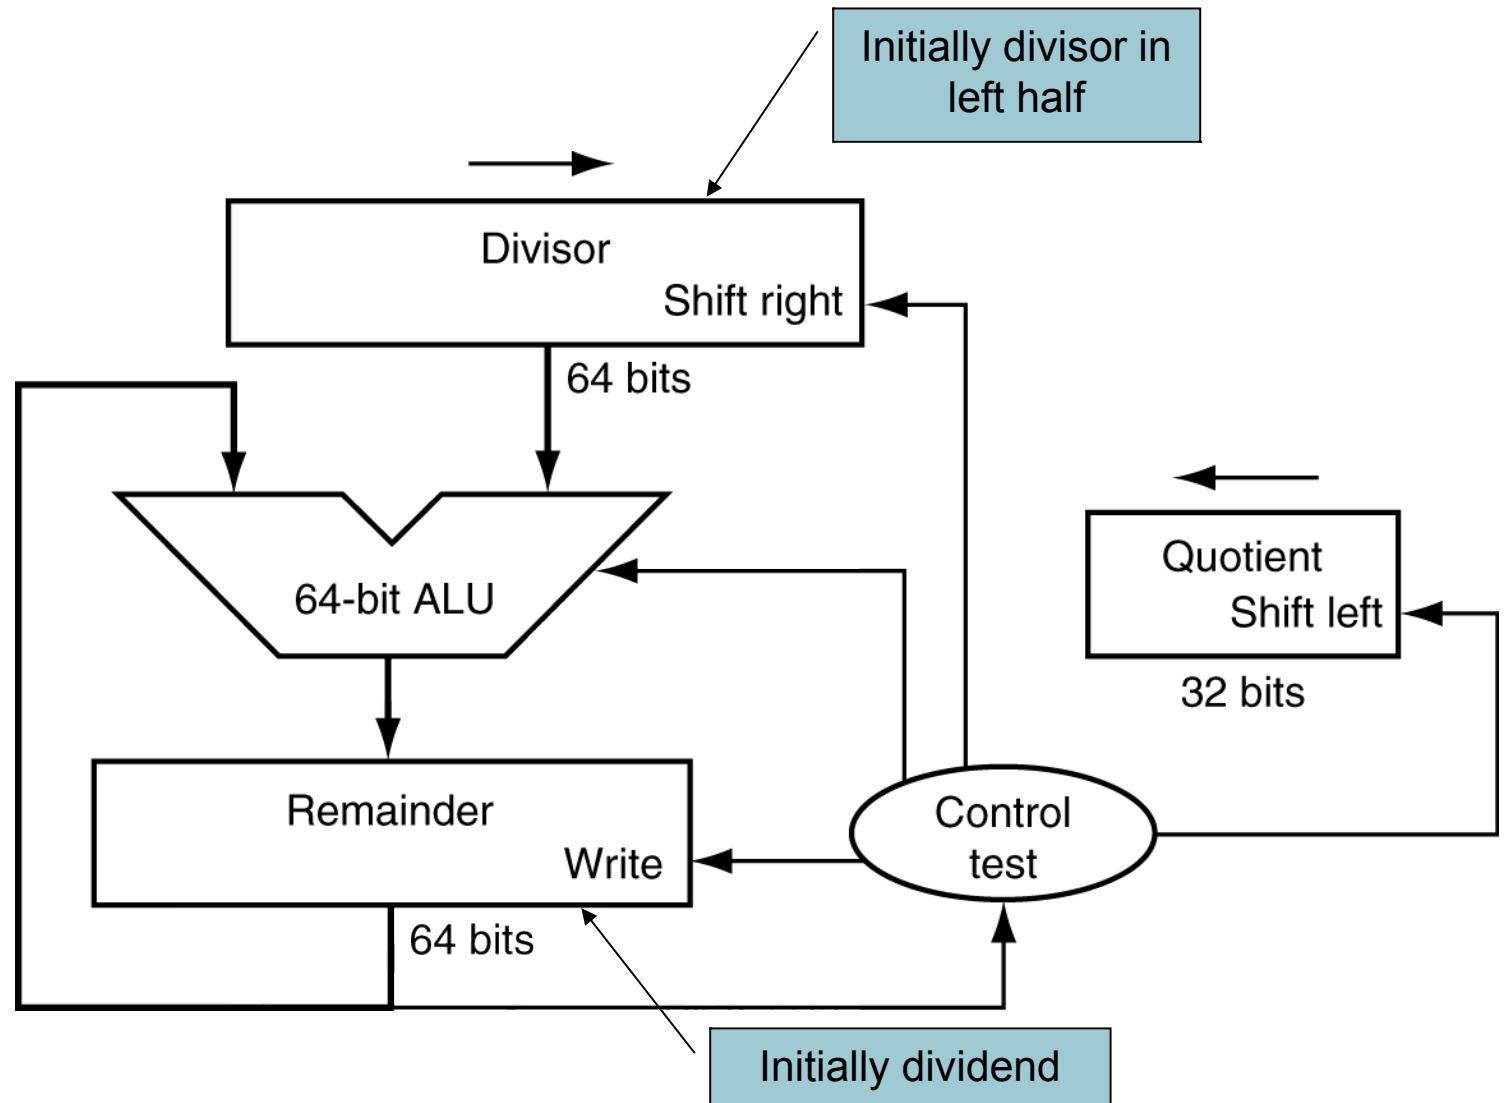 Initially divisor in
left half
Divisor
Shift right
64 bits
64-bit ALU
Quotient
Shift left
32 bits
Remainder
Write
Control
test
64 bits
Initially dividend